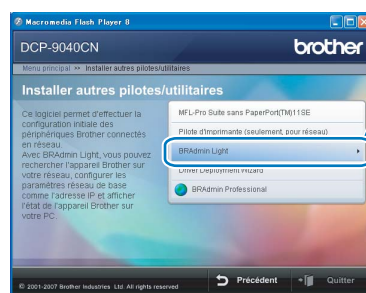 Macromedia Flash Player 8
DCP-9040CN
brother
Menu principal >> Installer autres pilotes/utilitaires
Installer autres pilotes/utilitaires
Ce logiciel permet d'effectuer la
configuration initiale des
périphériques Brother connectés
en réseau.
Avec BRAdmin Light, vous pouvez
rechercher l'appareil Brother sur
votre réseau, configurer les
paramètres réseau de base
comme l'adresse IP et afficher
l'état de l'appareil Brother sur
votre PC.
MFL-Pro Suite sans PaperPort(TM)11SE
Pilote d'imprimante (seulement, pour réseau)
BRAdmin Light
Driver Deployment Wizard
BRAdmin Professional
© 2001-2007 Brother Industries Ltd. All rights reserved
Précédent
Quitter